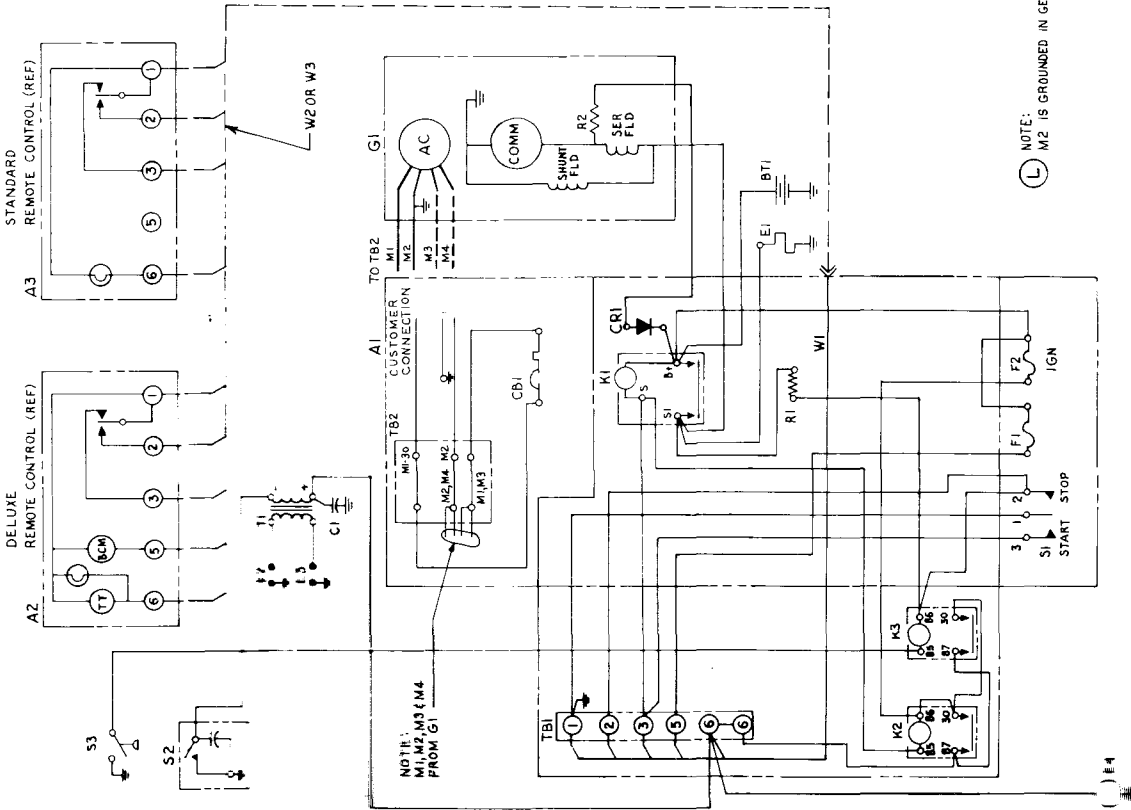 STANDARD
REMOTE CONTROL (REF)
A3
6
5
3
2
1
W2 OR W3
DELUXE
REMOTE CONTROL (REF)
A2
TT
BCM
6
5
3
2
1
G1
AC
COMM
SHUNT
FLD
R2
SER
FLD
TO TB2
M1
M2
M3
M4
BT1
E1
NOTE:
L
M2 IS GROUNDED IN GE
A1
CUSTOMER
CONNECTION
TB2
M1-30
M2,M4
M2
M1,M3
CB1
T1
+
C1
E3
S3
S2
NOTE:
M1,M2,M3 & M4
FROM G1
K1
CR1
S
B+
S1
W1
R1
F2
IGN
F1
TB1
1
2
3
5
6
6
2
1
3
STOP
S1
START
K3
85
86
87
30
K2
85
86
87
30
E4